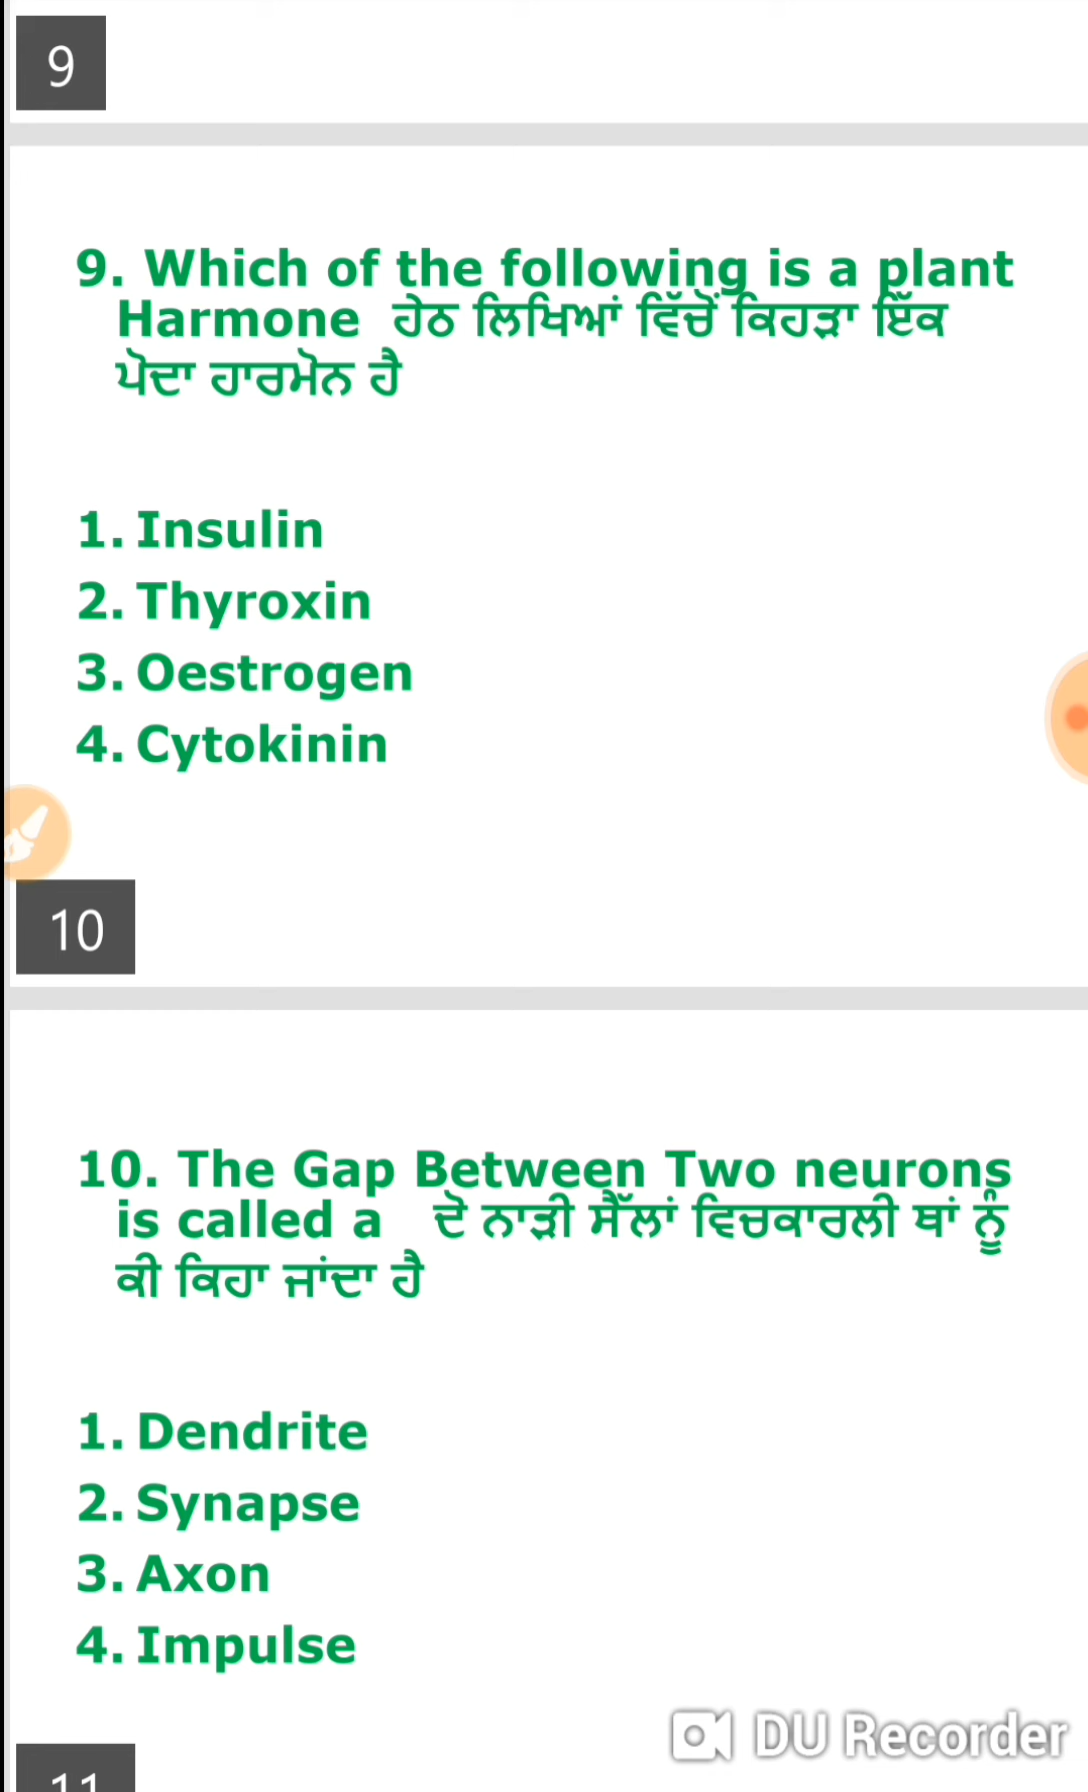 9
9. Which of the following is a plant
Harmone ਹੇਠ ਲਿਖਿਆਂ ਵਿੱਚੋਂ ਕਿਹੜਾ ਇੱਕ
ਪੋਦਾ ਹਾਰਮੋਨ ਹੈ
1. Insulin
2. Thyroxin
3. Oestrogen
4. Cytokinin
10
10. The Gap Between Two neurons
is called a ਦੋ ਨਾੜੀ ਸੈੱਲਾਂ ਵਿਚਕਾਰਲੀ ਥਾਂ ਨੂੰ
ਕੀ ਕਿਹਾ ਜਾਂਦਾ ਹੈ
1. Dendrite
2. Synapse
3. Axon
4. Impulse
DU Recorder
11